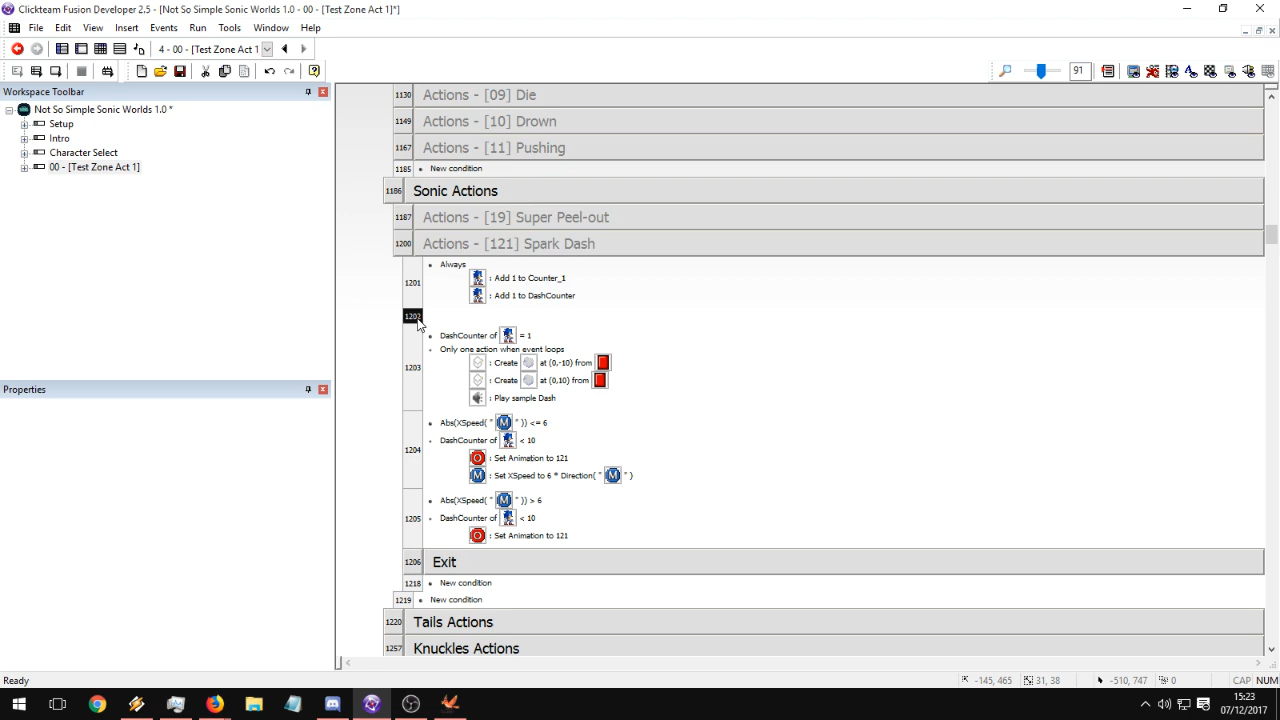 Clickteam Fusion Developer 2.5 - [Not So Simple Sonic Worlds 1.0 - 00 - [Test Zone Act 1]*]
File Edit View Insert Events Run Tools Window Help
4 - 00 - [Test Zone Act 1
91
Workspace Toolbar
Not So Simple Sonic Worlds 1.0 *
Setup
Intro
Character Select
00 - [Test Zone Act 1]
Properties
1130 Actions - [09] Die
1149 Actions - [10] Drown
1167 Actions - [11] Pushing
1185 • New condition
1186 Sonic Actions
1187 Actions - [19] Super Peel-out
1200 Actions - [121] Spark Dash
• Always
1201 : Add 1 to Counter_1
: Add 1 to DashCounter
1202
• DashCounter of = 1
• Only one action when event loops
1203 : Create at (0,-10) from
: Create at (0,10) from
: Play sample Dash
• Abs(XSpeed( " M " )) <= 6
1204 • DashCounter of < 10
: Set Animation to 121
M : Set XSpeed to 6 * Direction( " M " )
• Abs(XSpeed( " M " )) > 6
1205 • DashCounter of < 10
: Set Animation to 121
1206 Exit
1218 • New condition
1219 • New condition
1220 Tails Actions
1257 Knuckles Actions
Ready -145, 465 31, 38 -510, 747 0 CAP NUM
15:23
07/12/2017